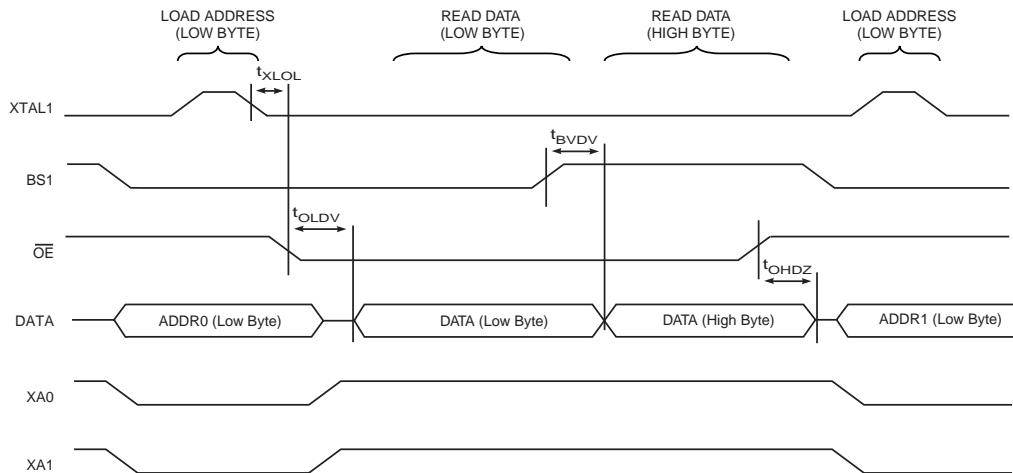 LOAD ADDRESS
(LOW BYTE)
READ DATA
(LOW BYTE)
READ DATA
(HIGH BYTE)
LOAD ADDRESS
(LOW BYTE)
tXLOL
XTAL1
tBVDV
BS1
tOLDV
OE
tOHDZ
DATA
ADDR0 (Low Byte)
DATA (Low Byte)
DATA (High Byte)
ADDR1 (Low Byte)
XA0
XA1